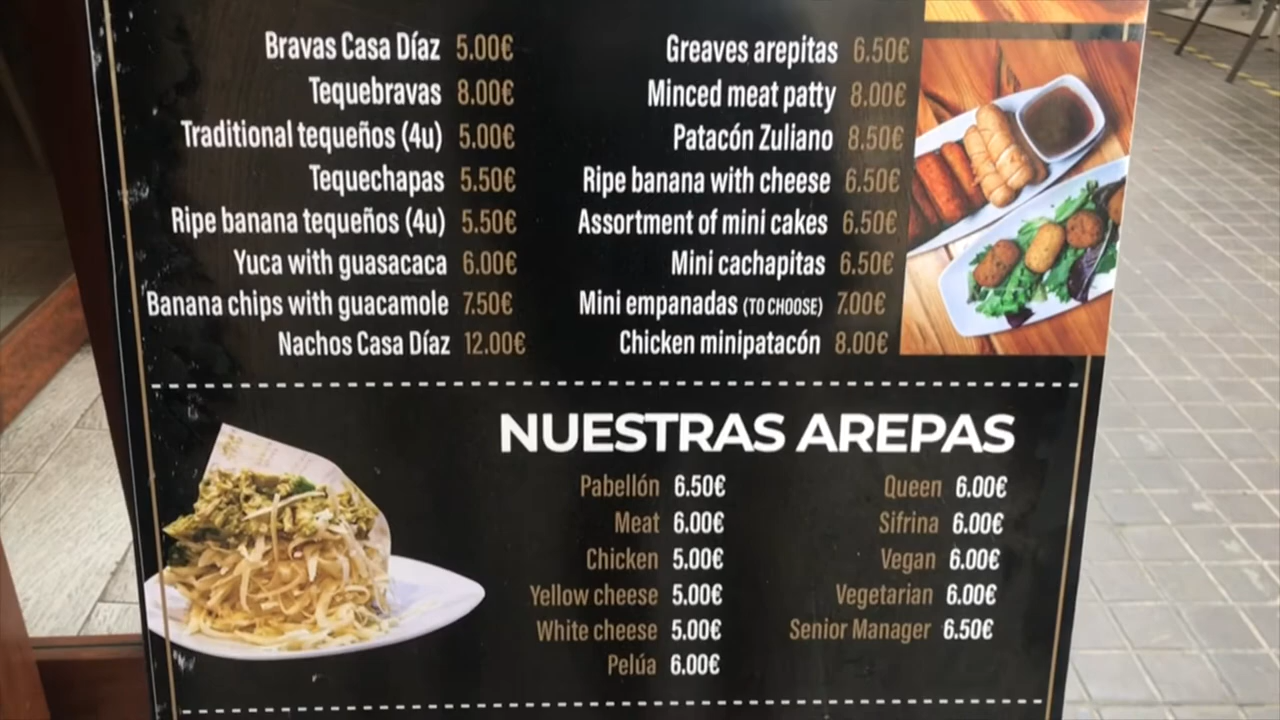 Bravas Casa Díaz 5.00€
Tequebravas 8.00€
Traditional tequeños (4u) 5.00€
Tequechapas 5.50€
Ripe banana tequeños (4u) 5.50€
Yuca with guasacaca 6.00€
Banana chips with guacamole 7.50€
Nachos Casa Díaz 12.00€
Greaves arepitas 6.50€
Minced meat patty 8.00€
Patacón Zuliano 8.50€
Ripe banana with cheese 6.50€
Assortment of mini cakes 6.50€
Mini cachapitas 6.50€
Mini empanadas (TO CHOOSE) 7.00€
Chicken minipatacón 8.00€
NUESTRAS AREPAS
Pabellón 6.50€
Meat 6.00€
Chicken 5.00€
Yellow cheese 5.00€
White cheese 5.00€
Pelúa 6.00€
Queen 6.00€
Sifrina 6.00€
Vegan 6.00€
Vegetarian 6.00€
Senior Manager 6.50€